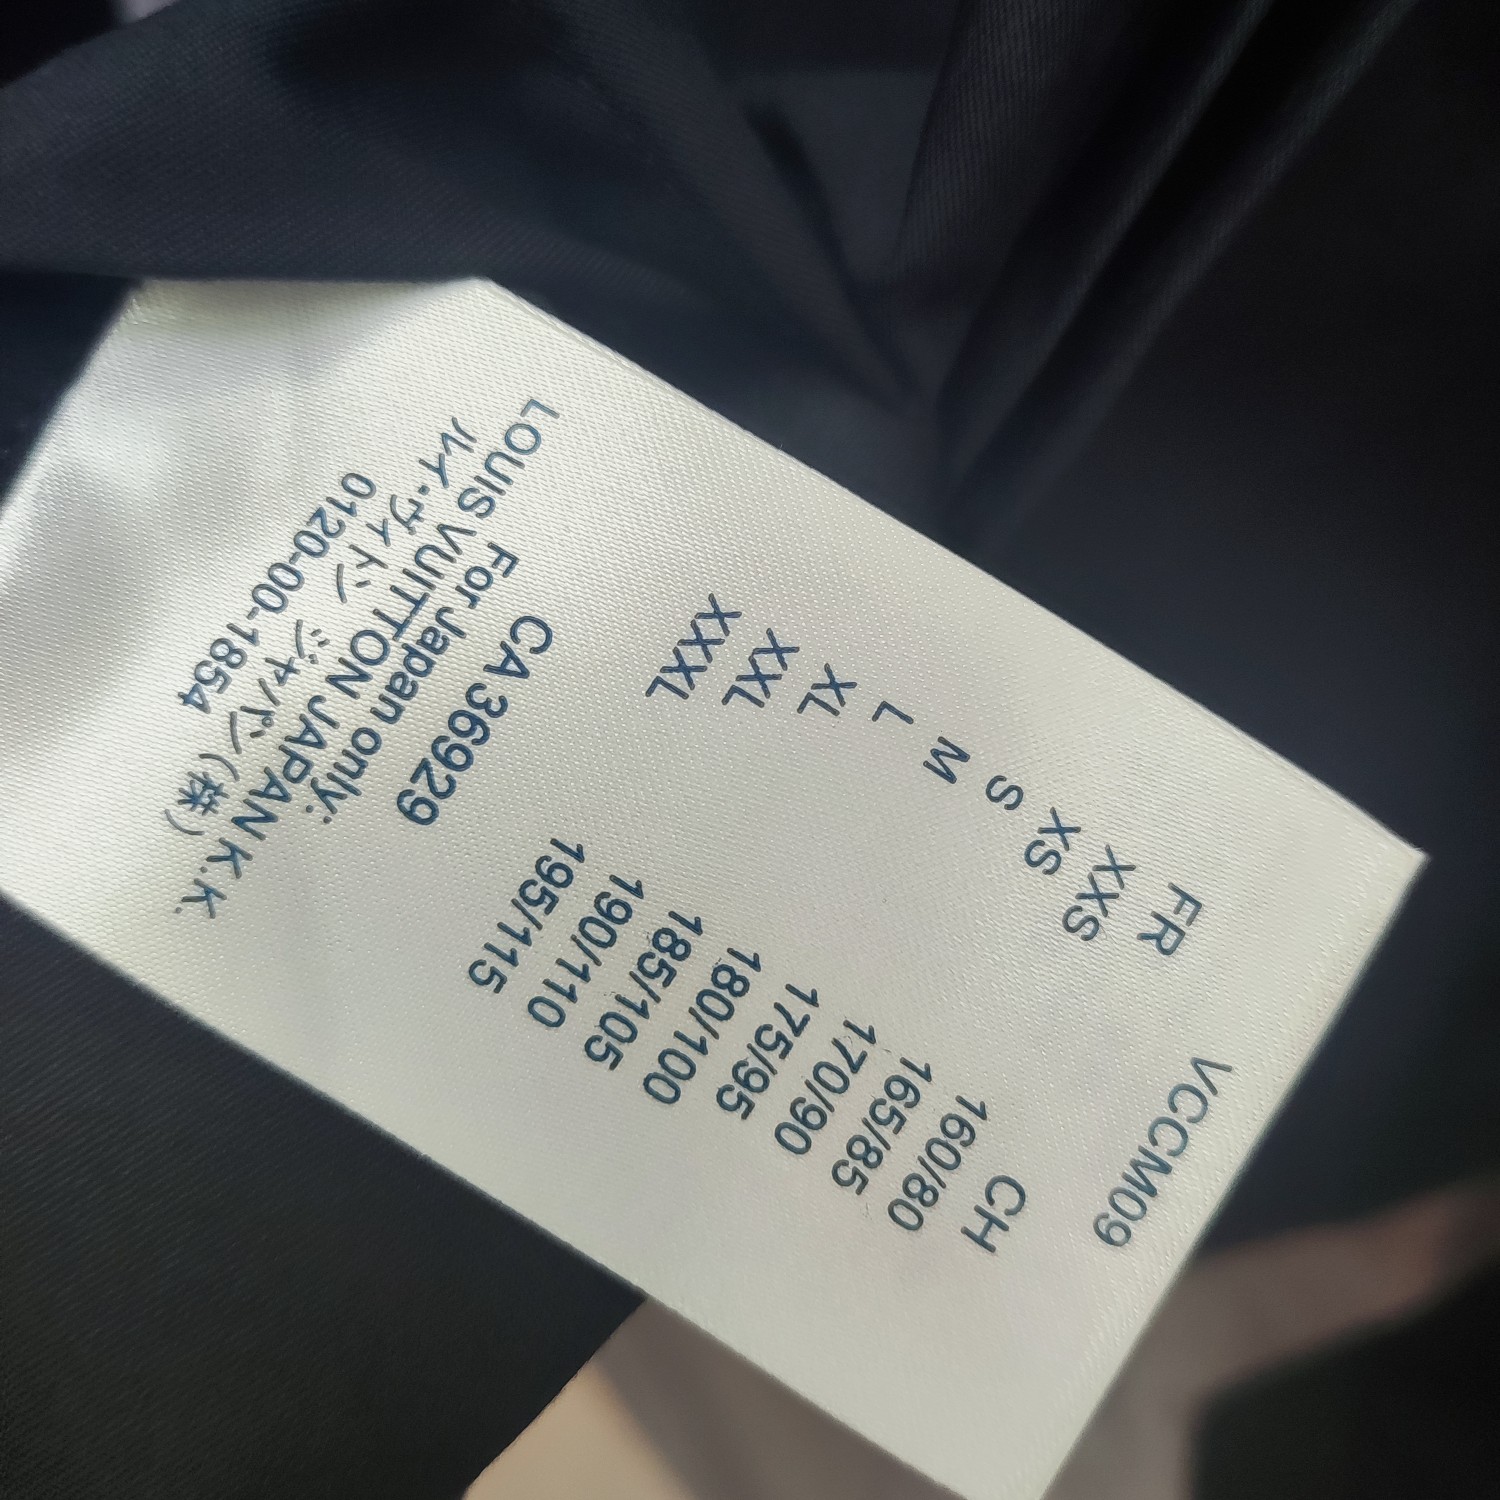 VCCM09
FR CH
XXS 160/80
XS 165/85
S 170/90
M 175/95
L 180/100
XL 185/105
XXL 190/110
XXXL 195/115
CA 36929
For Japan only:
LOUIS VUITTON JAPAN K.K.
ルイ・ヴィトン ジャパン(株)
0120-00-1854